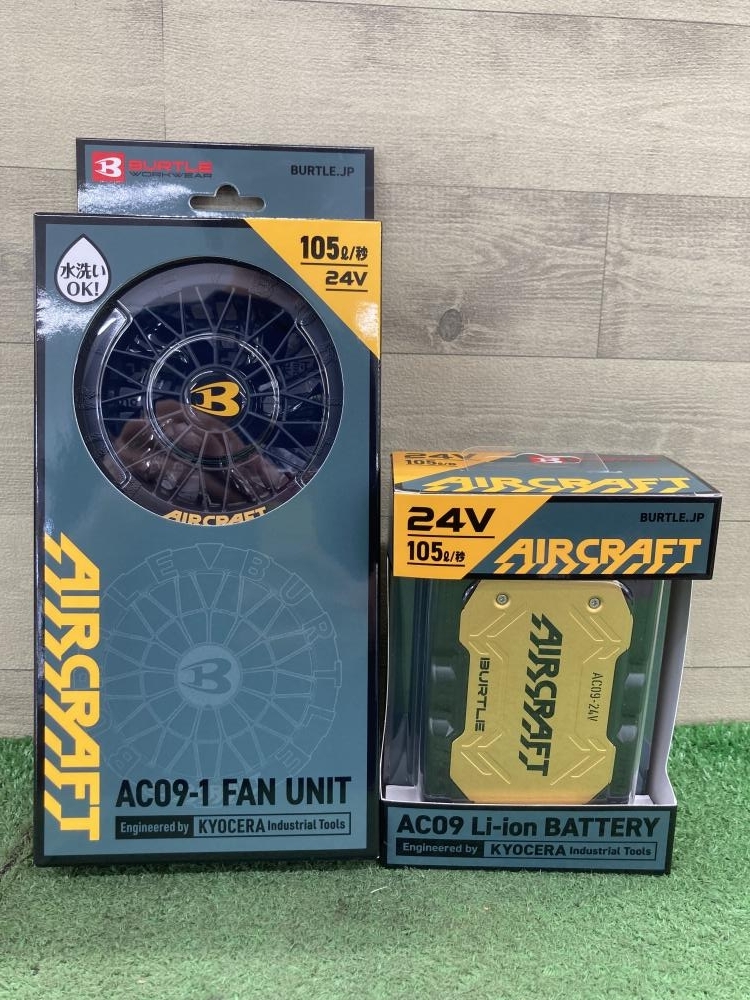 BURTLE
WORKWEAR
BURTLE.JP
水洗い
OK!
105ℓ/秒
24V
B
AIRCRAFT
AIRCRAFT
BURTLE
B
AC09-1 FAN UNIT
Engineered by KYOCERA Industrial Tools
24V
105ℓ/秒
AIRCRAFT
24V
105ℓ/秒
BURTLE.JP
AIRCRAFT
AIRCRAFT
BURTLE
AC09-24V
AC09 Li-ion BATTERY
Engineered by KYOCERA Industrial Tools